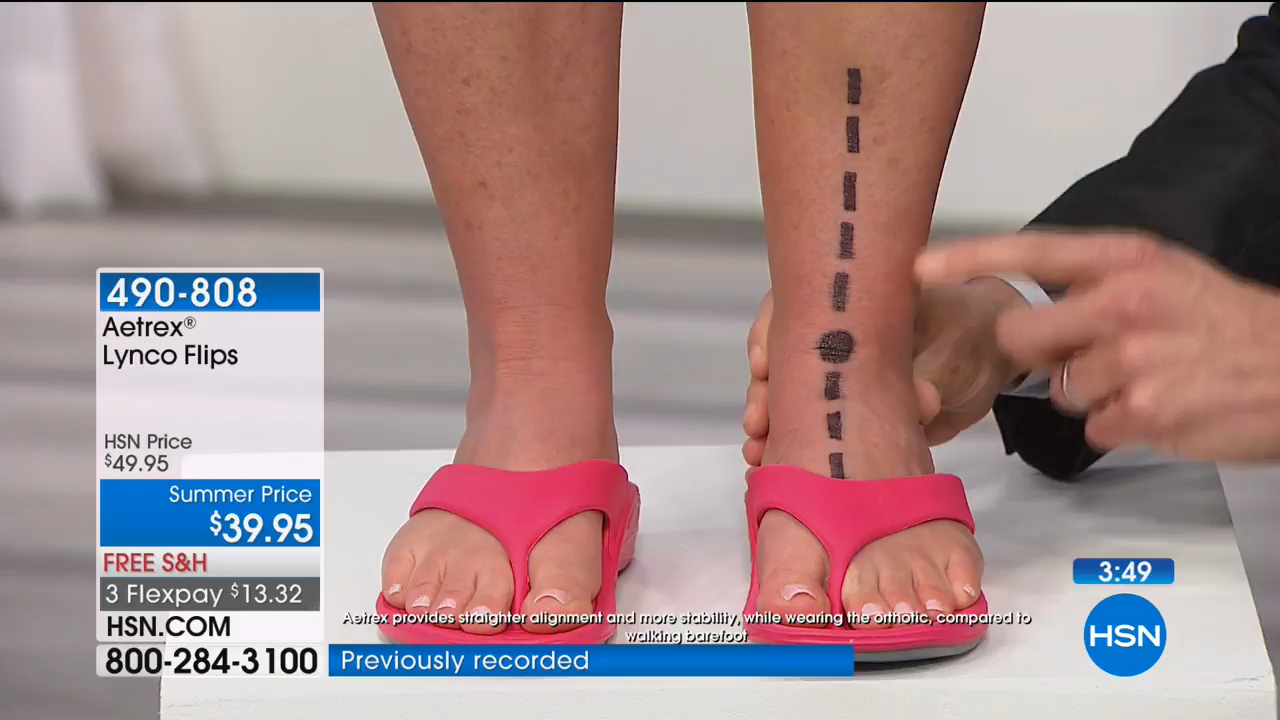 490-808
Aetrex®
Lynco Flips
HSN Price
$49.95
Summer Price
$39.95
FREE S&H
3 Flexpay $13.32
HSN.COM
800-284-3100
Aetrex provides straighter alignment and more stability, while wearing the orthotic, compared to
walking barefoot
Previously recorded
3:49
HSN